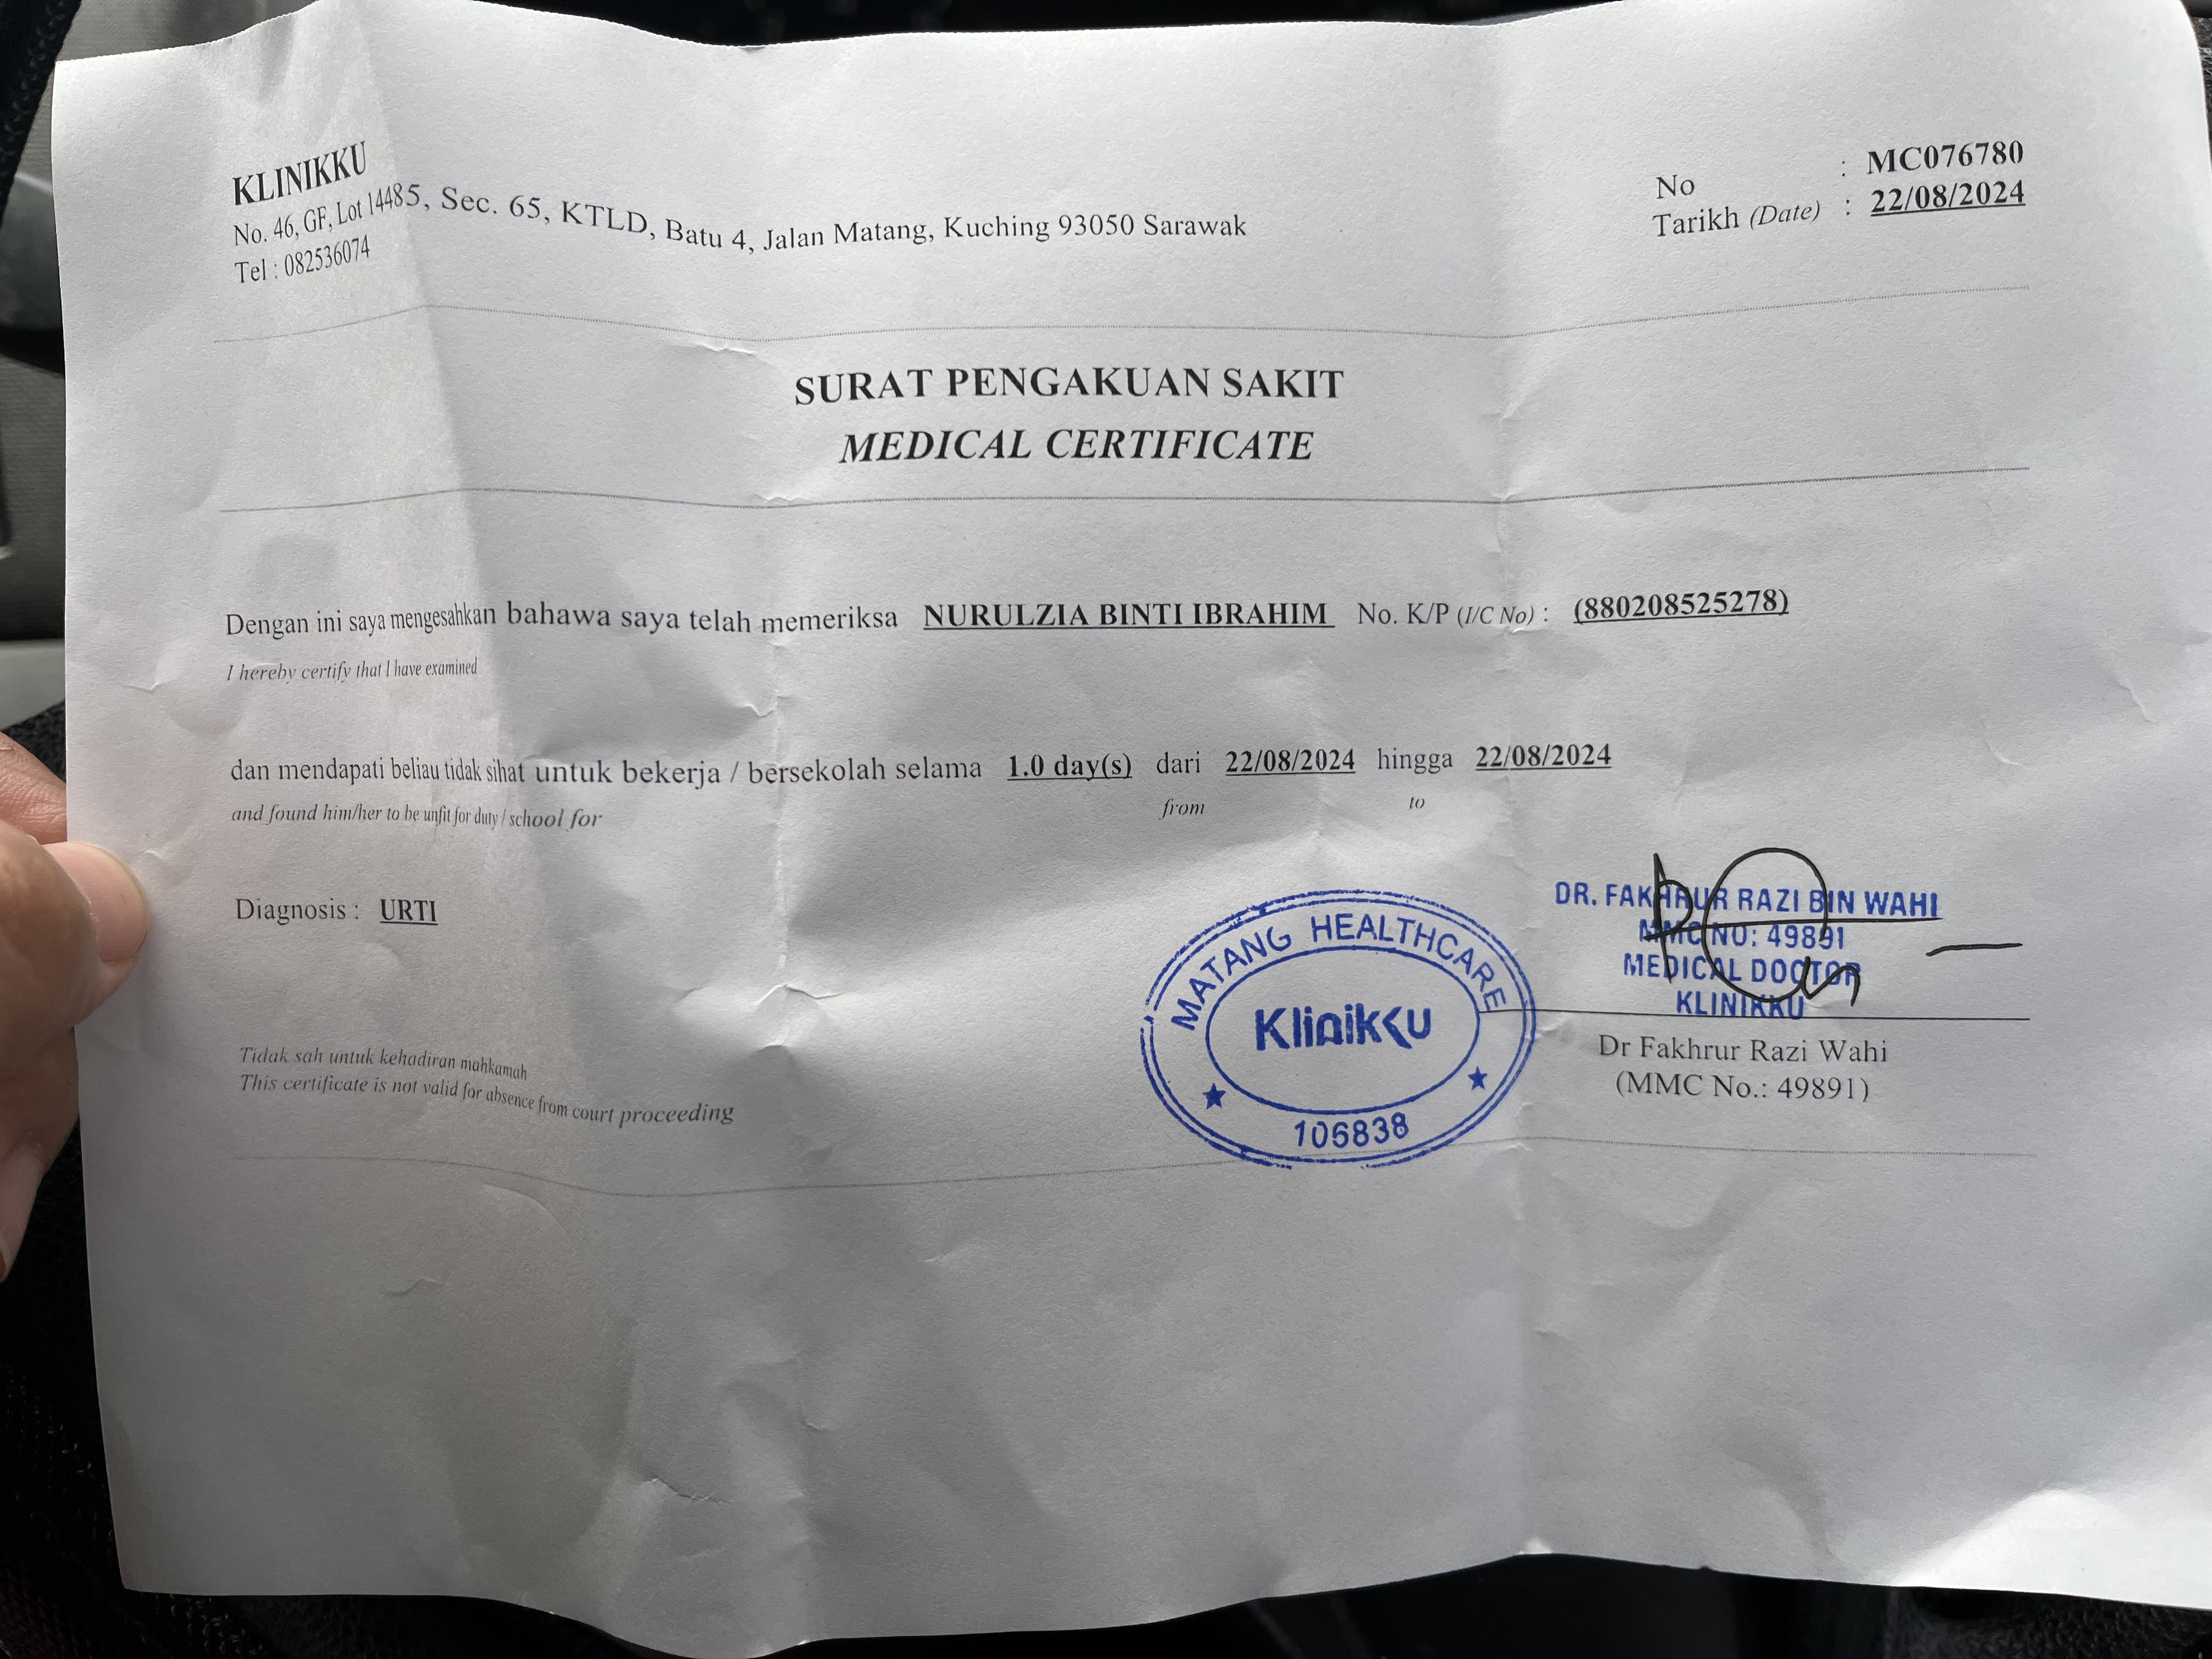 KLINIKKU
No. 46, GF, Lot 14485, Sec. 65, KTLD, Batu 4, Jalan Matang, Kuching 93050 Sarawak
Tel : 082536074
No : MC076780
Tarikh (Date) : 22/08/2024
SURAT PENGAKUAN SAKIT
MEDICAL CERTIFICATE
Dengan ini saya mengesahkan bahawa saya telah memeriksa NURULZIA BINTI IBRAHIM No. K/P (I/C No) : (880208525278)
I hereby certify that I have examined
dan mendapati beliau tidak sihat untuk bekerja / bersekolah selama 1.0 day(s) dari 22/08/2024 hingga 22/08/2024
and found him/her to be unfit for duty / school for from to
Diagnosis : URTI
MATANG HEALTHCARE
Klinikku
106838
DR. FAKHRUR RAZI BIN WAHI
MMC NO: 49891
MEDICAL DOCTOR
KLINIKKU
Dr Fakhrur Razi Wahi
(MMC No.: 49891)
Tidak sah untuk kehadiran mahkamah
This certificate is not valid for absence from court proceeding